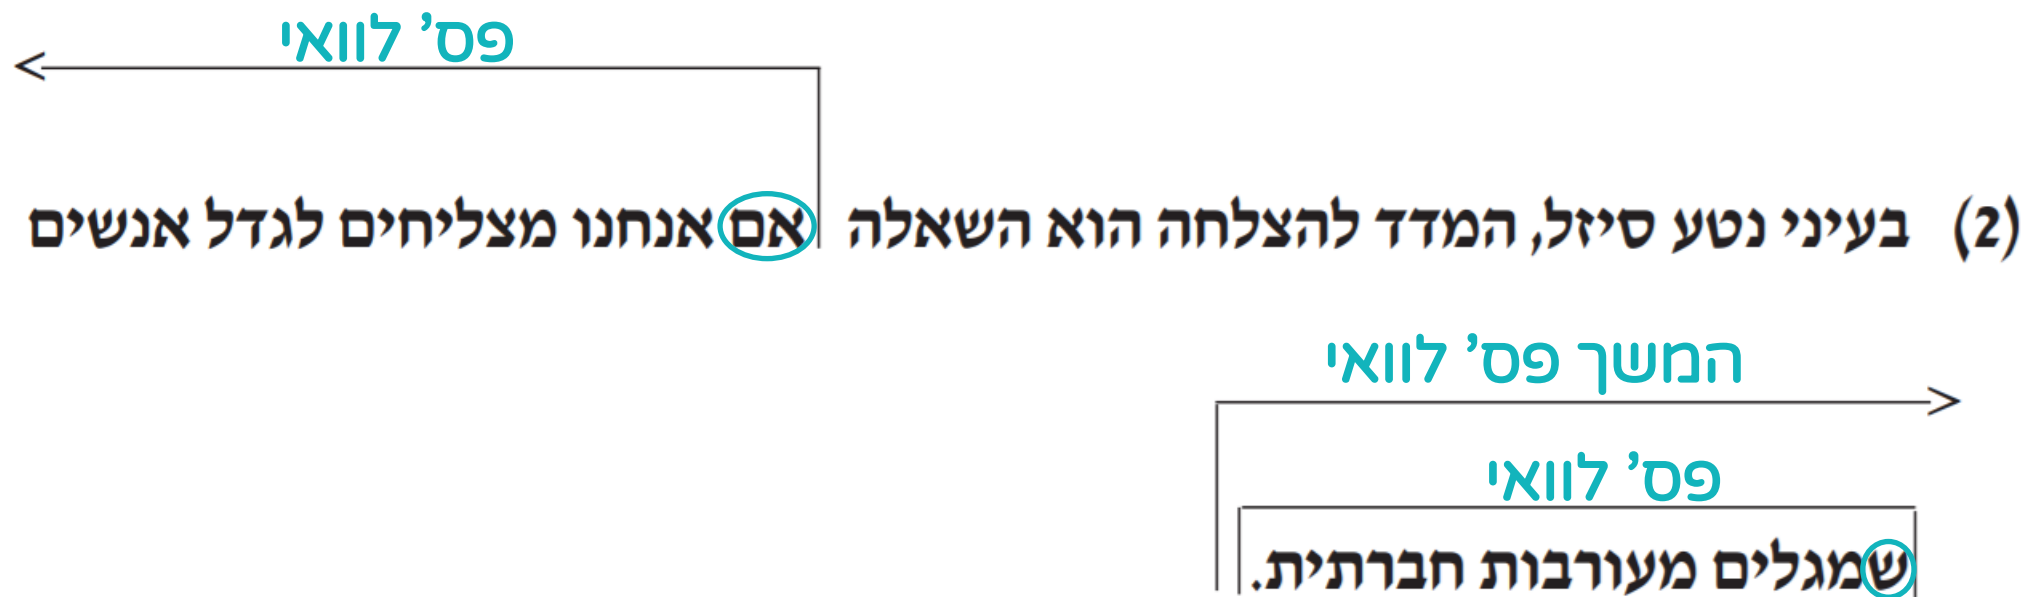 פס' לוואי
(2) בעיני נטע סיזל, המדד להצלחה הוא השאלה אם אנחנו מצליחים לגדל אנשים
המשך פס' לוואי
פס' לוואי
שמגלים מעורבות חברתית.